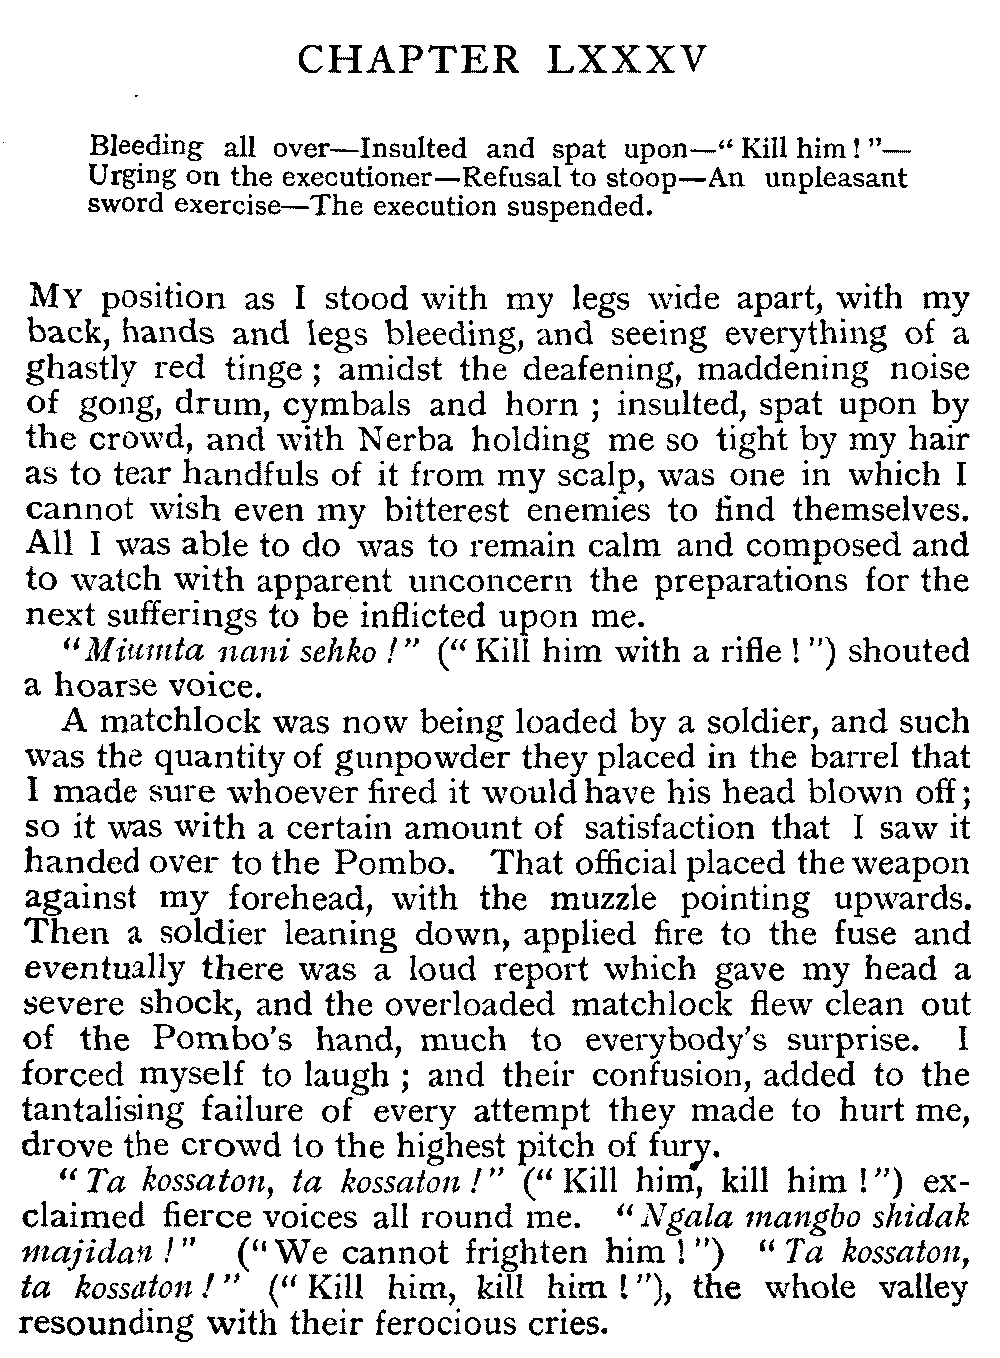 CHAPTER LXXXV
Bleeding all over—Insulted and spat upon—“Kill him!”—
Urging on the executioner—Refusal to stoop—An unpleasant
sword exercise—The execution suspended.
MY position as I stood with my legs wide apart, with my
back, hands and legs bleeding, and seeing everything of a
ghastly red tinge; amidst the deafening, maddening noise
of gong, drum, cymbals and horn; insulted, spat upon by
the crowd, and with Nerba holding me so tight by my hair
as to tear handfuls of it from my scalp, was one in which I
cannot wish even my bitterest enemies to find themselves.
All I was able to do was to remain calm and composed and
to watch with apparent unconcern the preparations for the
next sufferings to be inflicted upon me.
“Miumta nani sehko!” (“Kill him with a rifle!”) shouted
a hoarse voice.
A matchlock was now being loaded by a soldier, and such
was the quantity of gunpowder they placed in the barrel that
I made sure whoever fired it would have his head blown off;
so it was with a certain amount of satisfaction that I saw it
handed over to the Pombo. That official placed the weapon
against my forehead, with the muzzle pointing upwards.
Then a soldier leaning down, applied fire to the fuse and
eventually there was a loud report which gave my head a
severe shock, and the overloaded matchlock flew clean out
of the Pombo's hand, much to everybody's surprise. I
forced myself to laugh; and their confusion, added to the
tantalising failure of every attempt they made to hurt me,
drove the crowd to the highest pitch of fury.
“Ta kossaton, ta kossaton!” (“Kill him, kill him!”) ex-
claimed fierce voices all round me. “Ngala mangbo shidak
majidan!” (“We cannot frighten him!”) “Ta kossaton,
ta kossaton!” (“Kill him, kill him!”), the whole valley
resounding with their ferocious cries.